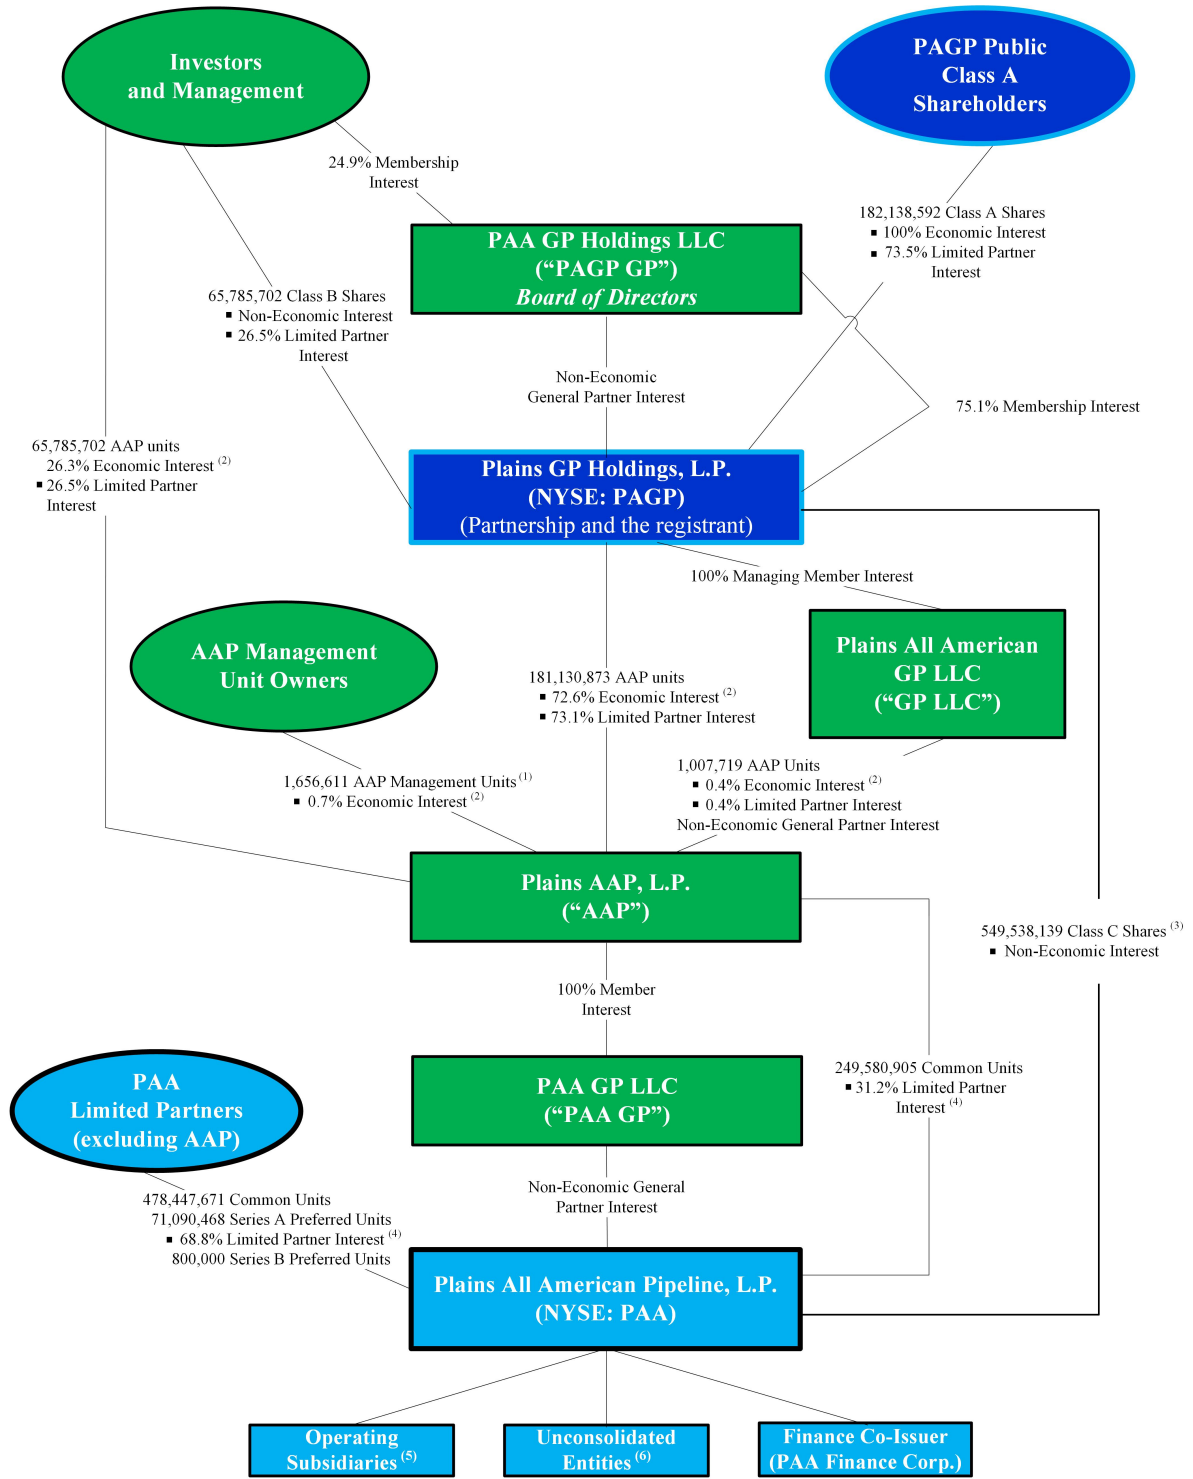 Investors
and Management
PAGP Public
Class A
Shareholders
24.9% Membership
Interest
182,138,592 Class A Shares
▪ 100% Economic Interest
▪ 73.5% Limited Partner
Interest
PAA GP Holdings LLC
(“PAGP GP”)
Board of Directors
65,785,702 Class B Shares
▪ Non-Economic Interest
▪ 26.5% Limited Partner
Interest
Non-Economic
General Partner Interest
75.1% Membership Interest
65,785,702 AAP units
26.3% Economic Interest (2)
▪ 26.5% Limited Partner
Interest
Plains GP Holdings, L.P.
(NYSE: PAGP)
(Partnership and the registrant)
100% Managing Member Interest
AAP Management
Unit Owners
Plains All American
GP LLC
(“GP LLC”)
181,130,873 AAP units
▪ 72.6% Economic Interest (2)
▪ 73.1% Limited Partner Interest
1,656,611 AAP Management Units (1)
▪ 0.7% Economic Interest (2)
1,007,719 AAP Units
▪ 0.4% Economic Interest (2)
▪ 0.4% Limited Partner Interest
Non-Economic General Partner Interest
Plains AAP, L.P.
(“AAP”)
549,538,139 Class C Shares (3)
▪ Non-Economic Interest
100% Member
Interest
PAA
Limited Partners
(excluding AAP)
PAA GP LLC
(“PAA GP”)
249,580,905 Common Units
▪ 31.2% Limited Partner
Interest (4)
478,447,671 Common Units
71,090,468 Series A Preferred Units
▪ 68.8% Limited Partner Interest (4)
800,000 Series B Preferred Units
Non-Economic General
Partner Interest
Plains All American Pipeline, L.P.
(NYSE: PAA)
Operating
Subsidiaries (5)
Unconsolidated
Entities (6)
Finance Co-Issuer
(PAA Finance Corp.)